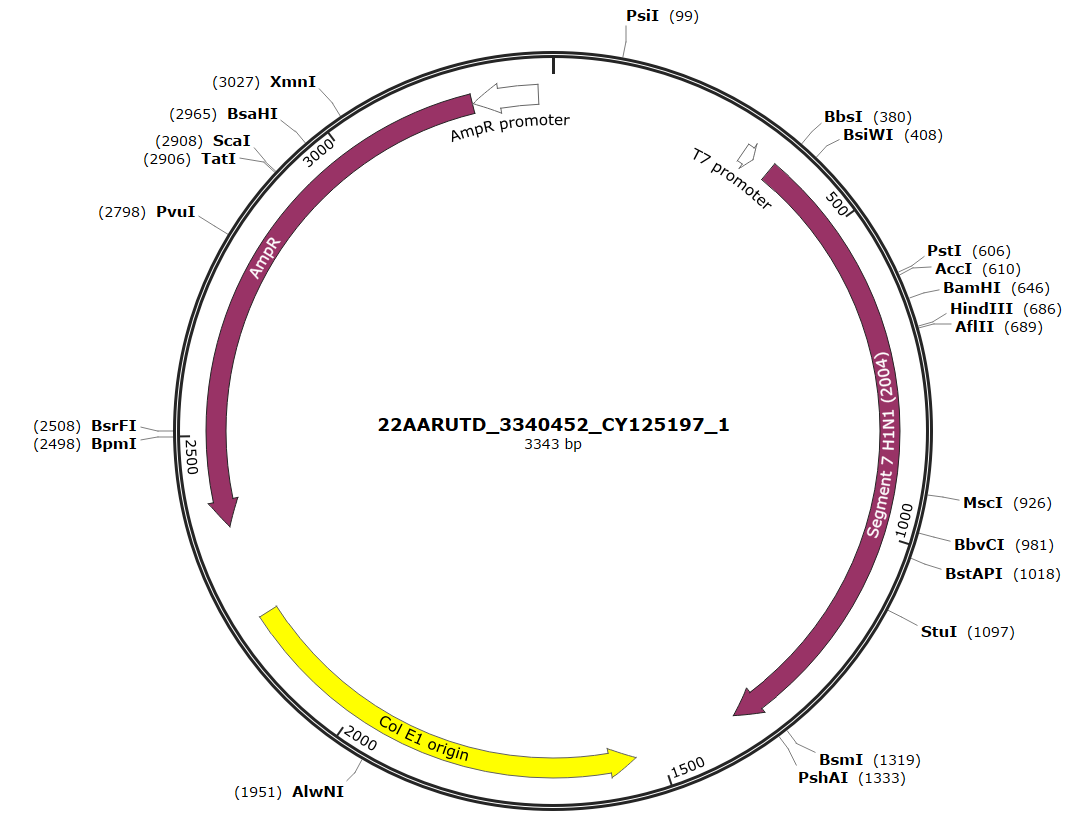 PsiI (99)
(3027) XmnI
(2965) BsaHI
(2908) ScaI
(2906) TatI
(2798) PvuI
(2508) BsrFI
(2498) BpmI
(1951) AlwNI
BbsI (380)
BsiWI (408)
PstI (606)
AccI (610)
BamHI (646)
HindIII (686)
AflII (689)
MscI (926)
BbvCI (981)
BstAPI (1018)
StuI (1097)
BsmI (1319)
PshAI (1333)
AmpR promoter
T7 promoter
AmpR
Segment 7 H1N1 (2004)
Col E1 origin
500
1000
1500
2000
2500
3000
22AARUTD_3340452_CY125197_1
3343 bp